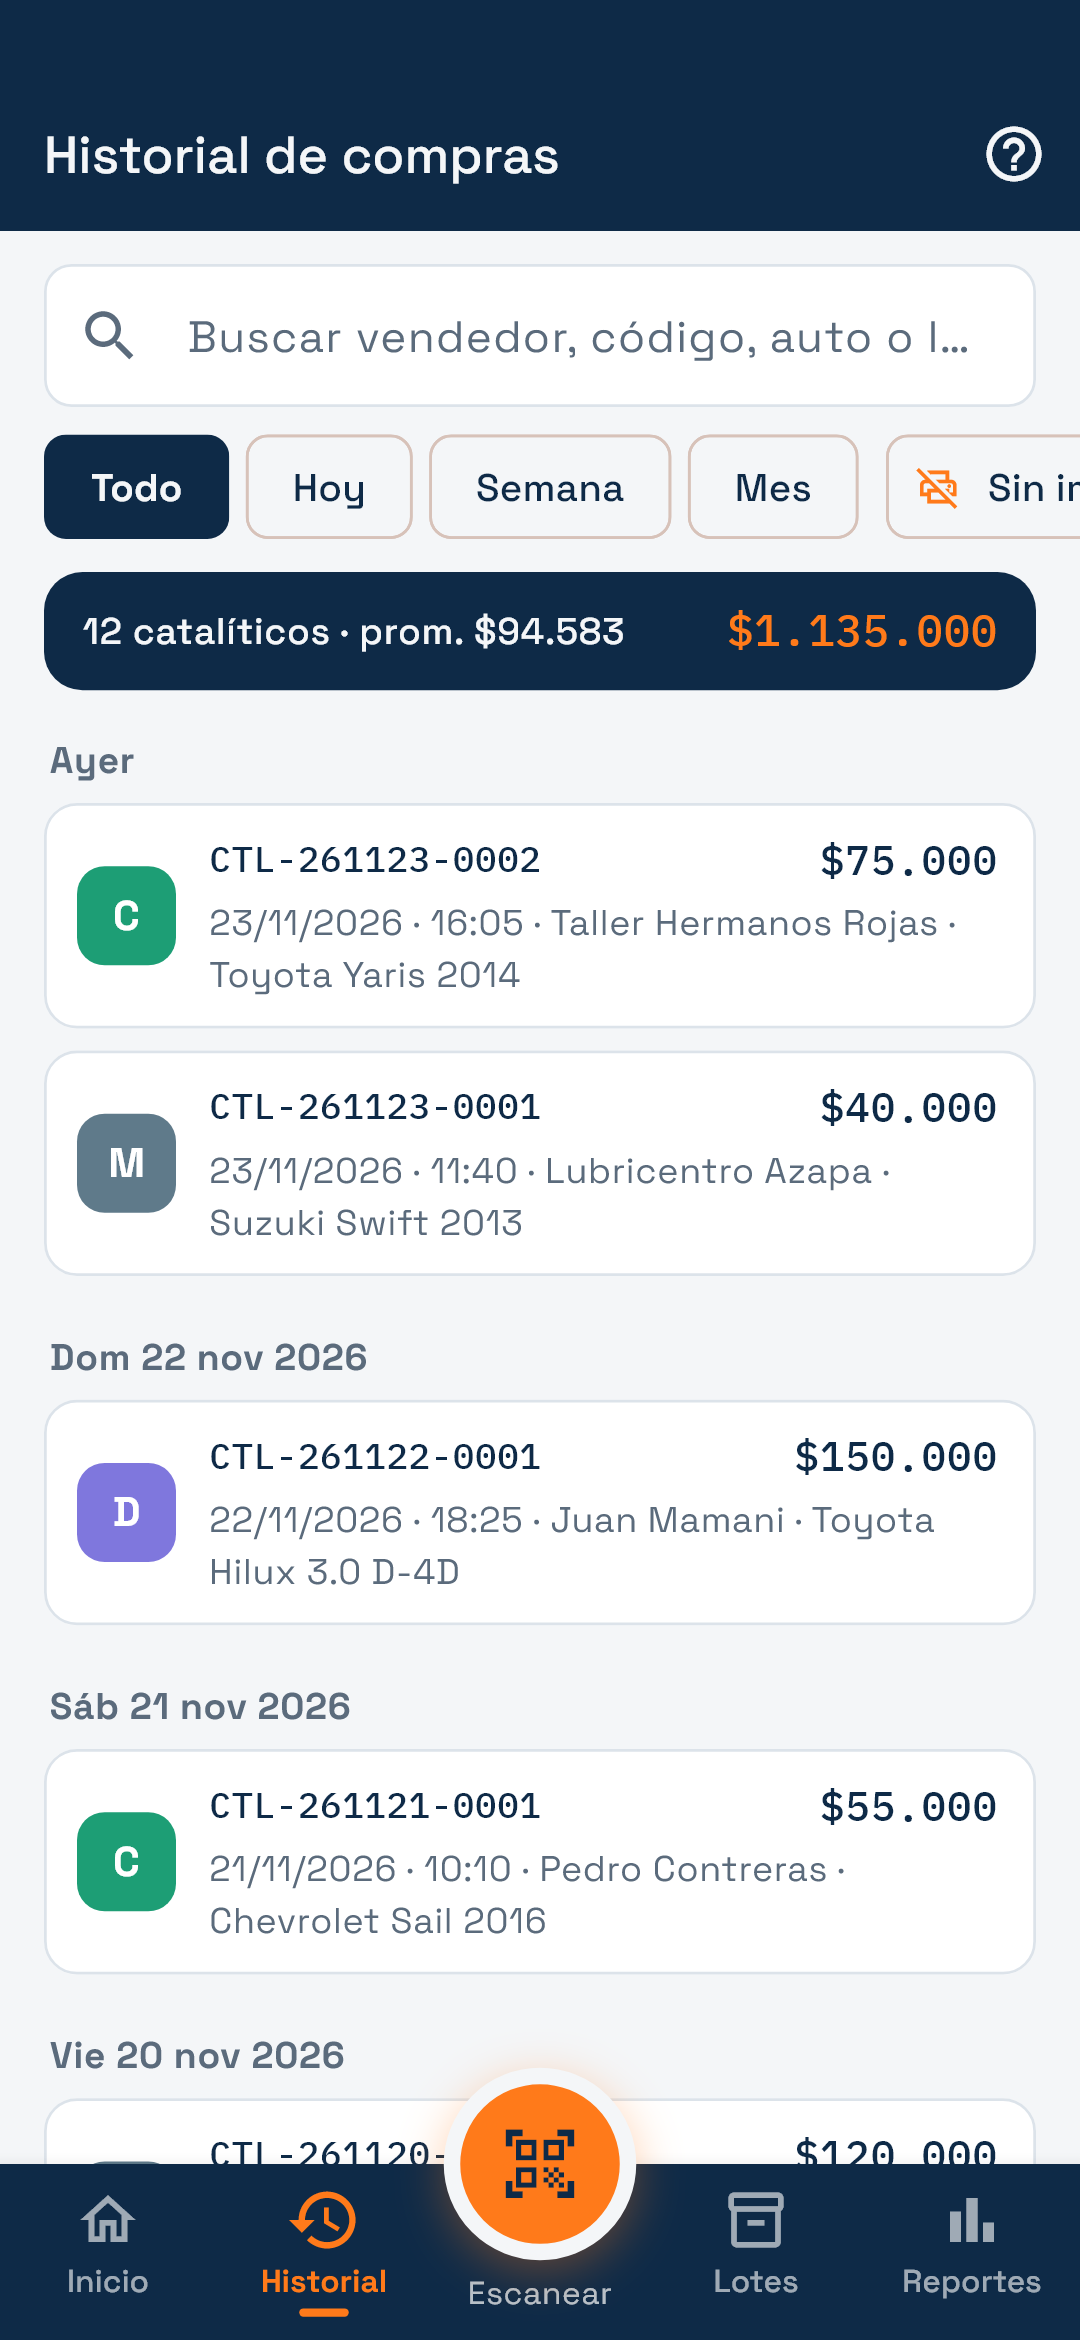 Historial de compras
Buscar vendedor, código, auto o l…
Todo
Hoy
Semana
Mes
Sin
12 catalíticos · prom. $94.583
$1.135.000
Ayer
C
CTL-261123-0002
$75.000
23/11/2026 · 16:05 · Taller Hermanos Rojas ·
Toyota Yaris 2014
M
CTL-261123-0001
$40.000
23/11/2026 · 11:40 · Lubricentro Azapa ·
Suzuki Swift 2013
Dom 22 nov 2026
D
CTL-261122-0001
$150.000
22/11/2026 · 18:25 · Juan Mamani · Toyota
Hilux 3.0 D-4D
Sáb 21 nov 2026
C
CTL-261121-0001
$55.000
21/11/2026 · 10:10 · Pedro Contreras ·
Chevrolet Sail 2016
Vie 20 nov 2026
CTL-261120-
$120.000
Inicio
Historial
Escanear
Lotes
Reportes